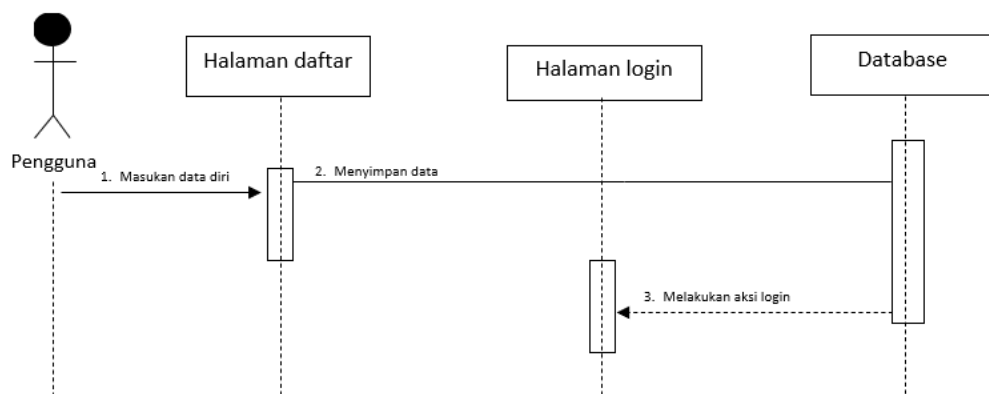 Halaman daftar
Halaman login
Database
Pengguna
1. Masukan data diri
2. Menyimpan data
3. Melakukan aksi login